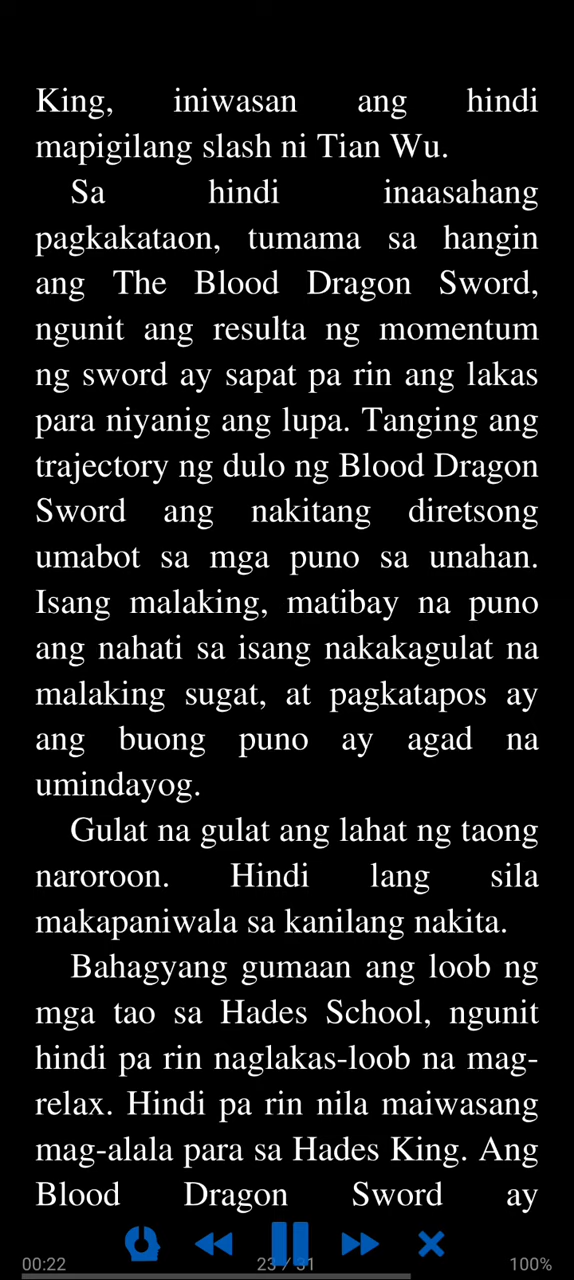 King, iniwasan ang hindi
mapigilang slash ni Tian Wu.
Sa hindi inaasahang
pagkakataon, tumama sa hangin
ang The Blood Dragon Sword,
ngunit ang resulta ng momentum
ng sword ay sapat pa rin ang lakas
para niyanig ang lupa. Tanging ang
trajectory ng dulo ng Blood Dragon
Sword ang nakitang diretsong
umabot sa mga puno sa unahan.
Isang malaking, matibay na puno
ang nahati sa isang nakakagulat na
malaking sugat, at pagkatapos ay
ang buong puno ay agad na
umindayog.
Gulat na gulat ang lahat ng taong
naroroon. Hindi lang sila
makapaniwala sa kanilang nakita.
Bahagyang gumaan ang loob ng
mga tao sa Hades School, ngunit
hindi pa rin naglakas-loob na mag-
relax. Hindi pa rin nila maiwasang
mag-alala para sa Hades King. Ang
Blood Dragon Sword ay
00:22 23 / 31 100%